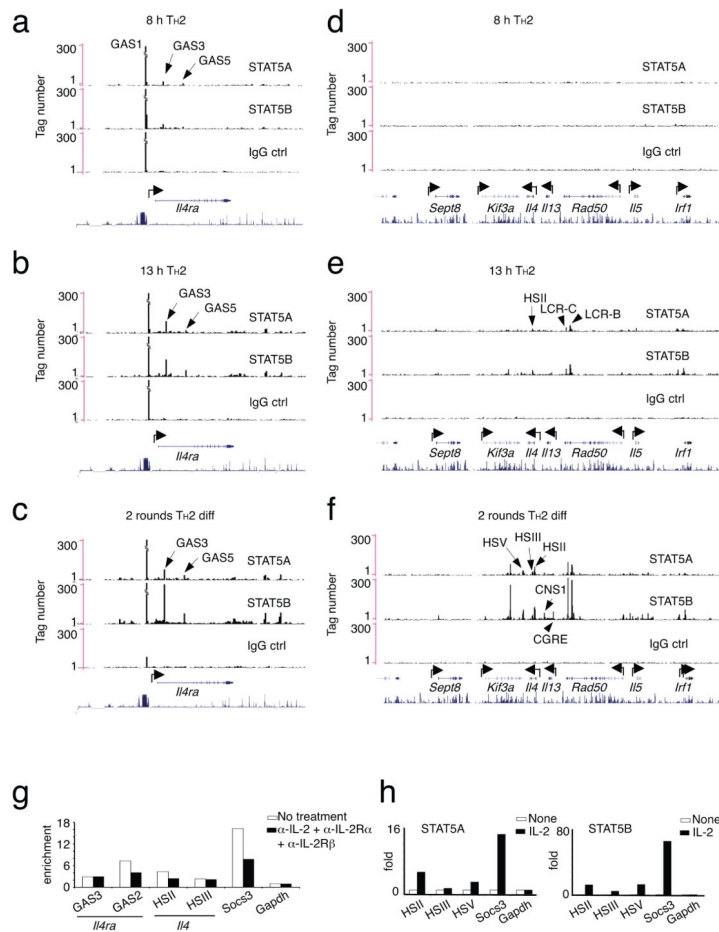 a
8 h TH2
300
GAS1
GAS3
GAS5
STAT5A
1
300
STAT5B
1
300
IgG ctrl
1
Tag number
Il4ra
b
13 h TH2
300
GAS3
GAS5
STAT5A
1
300
STAT5B
1
300
IgG ctrl
1
Tag number
Il4ra
c
2 rounds TH2 diff
300
GAS3
GAS5
STAT5A
1
300
STAT5B
1
300
IgG ctrl
1
Tag number
Il4ra
d
8 h TH2
300
STAT5A
1
300
STAT5B
1
300
IgG ctrl
1
Tag number
Sept8 Kif3a Il4 Il13 Rad50 Il5 Irf1
e
13 h TH2
300
HSII
LCR-C
LCR-B
STAT5A
1
300
STAT5B
1
300
IgG ctrl
1
Tag number
Sept8 Kif3a Il4 Il13 Rad50 Il5 Irf1
f
2 rounds TH2 diff
300
HSV
HSIII
HSII
STAT5A
1
300
CNS1
STAT5B
1
300
CGRE
IgG ctrl
1
Tag number
Sept8 Kif3a Il4 Il13 Rad50 Il5 Irf1
g
No treatment
α-IL-2 + α-IL-2Rα
+ α-IL-2Rβ
enrichment
18
12
6
0
GAS3 GAS2 HSII HSIII Socs3 Gapdh
Il4ra Il4
h
STAT5A
None
IL-2
fold
16
0
HSII HSIII HSV Socs3 Gapdh
STAT5B
None
IL-2
fold
80
0
HSII HSIII HSV Socs3 Gapdh